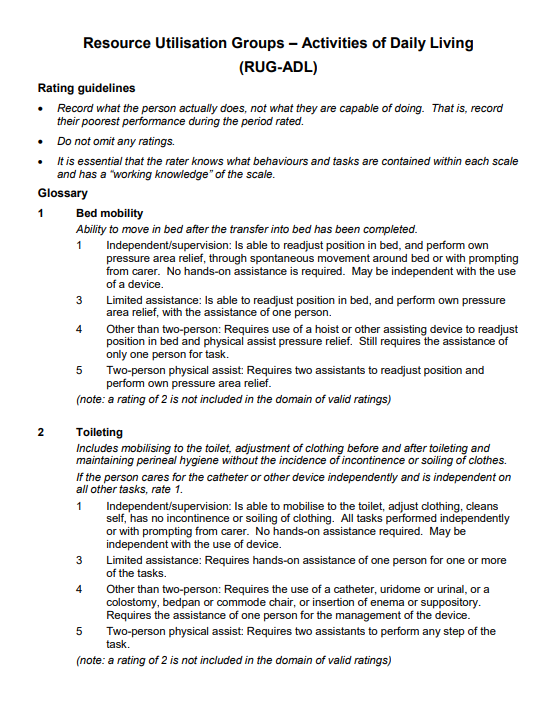 Resource Utilisation Groups – Activities of Daily Living
(RUG-ADL)
Rating guidelines
• Record what the person actually does, not what they are capable of doing. That is, record
their poorest performance during the period rated.
• Do not omit any ratings.
• It is essential that the rater knows what behaviours and tasks are contained within each scale
and has a “working knowledge” of the scale.
Glossary
1 Bed mobility
Ability to move in bed after the transfer into bed has been completed.
1 Independent/supervision: Is able to readjust position in bed, and perform own
pressure area relief, through spontaneous movement around bed or with prompting
from carer. No hands-on assistance is required. May be independent with the use
of a device.
3 Limited assistance: Is able to readjust position in bed, and perform own pressure
area relief, with the assistance of one person.
4 Other than two-person: Requires use of a hoist or other assisting device to readjust
position in bed and physical assist pressure relief. Still requires the assistance of
only one person for task.
5 Two-person physical assist: Requires two assistants to readjust position and
perform own pressure area relief.
(note: a rating of 2 is not included in the domain of valid ratings)
2 Toileting
Includes mobilising to the toilet, adjustment of clothing before and after toileting and
maintaining perineal hygiene without the incidence of incontinence or soiling of clothes.
If the person cares for the catheter or other device independently and is independent on
all other tasks, rate 1.
1 Independent/supervision: Is able to mobilise to the toilet, adjust clothing, cleans
self, has no incontinence or soiling of clothing. All tasks performed independently
or with prompting from carer. No hands-on assistance required. May be
independent with the use of device.
3 Limited assistance: Requires hands-on assistance of one person for one or more
of the tasks.
4 Other than two-person: Requires the use of a catheter, uridome or urinal, or a
colostomy, bedpan or commode chair, or insertion of enema or suppository.
Requires the assistance of one person for the management of the device.
5 Two-person physical assist: Requires two assistants to perform any step of the
task.
(note: a rating of 2 is not included in the domain of valid ratings)